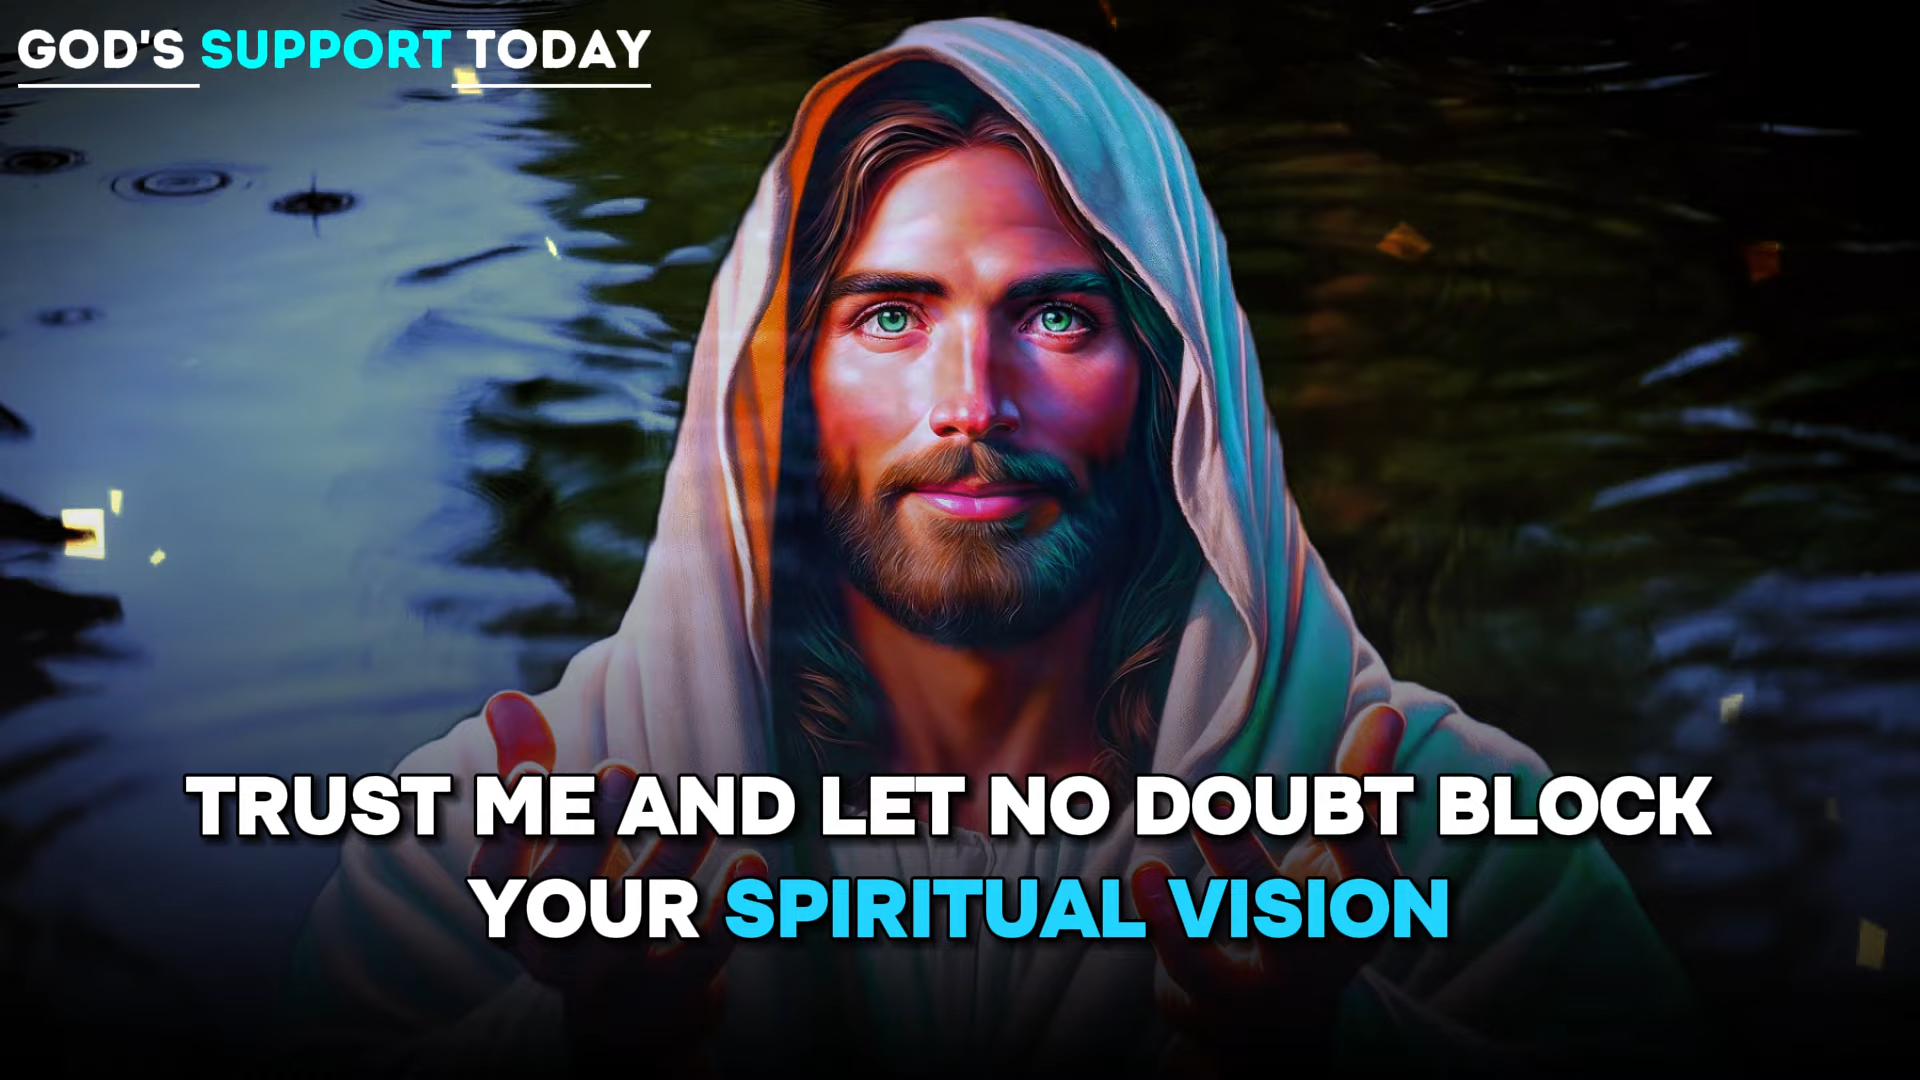 GOD'S SUPPORT TODAY
TRUST ME AND LET NO DOUBT BLOCK
YOUR SPIRITUAL VISION